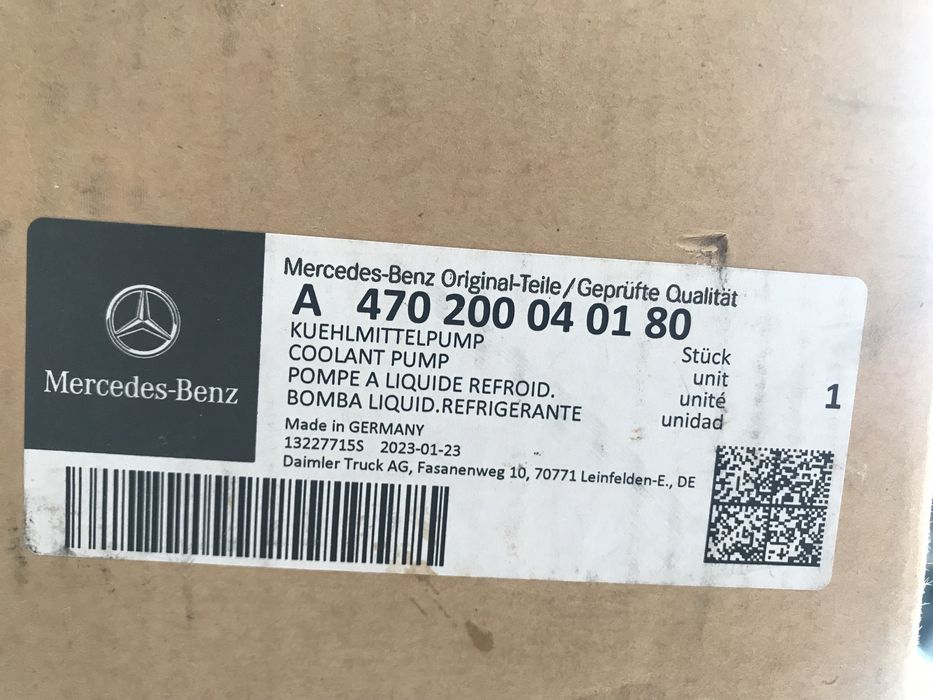 Mercedes-Benz
Mercedes-Benz Original-Teile/Geprüfte Qualität
A 470 200 04 01 80
KUEHLMITTELPUMP
COOLANT PUMP
POMPE A LIQUIDE REFROID.
BOMBA LIQUID.REFRIGERANTE
Stück
unit
unité
unidad
1
Made in GERMANY
13227715S 2023-01-23
Daimler Truck AG, Fasanenweg 10, 70771 Leinfelden-E., DE